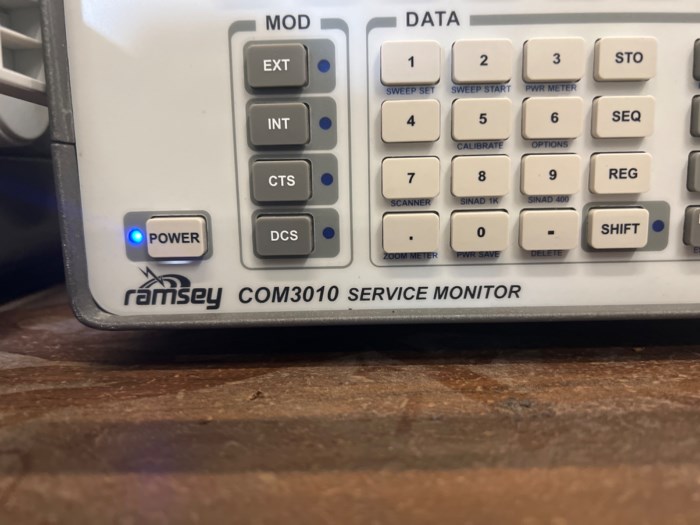 MOD
EXT
INT
CTS
DCS
DATA
1 2 3 STO
SWEEP SET SWEEP START PWR METER
4 5 6 SEQ
CALIBRATE OPTIONS
7 8 9 REG
SCANNER SINAD 1K SINAD 400
. 0 - SHIFT
ZOOM METER PWR SAVE DELETE
POWER
ramsey COM3010 SERVICE MONITOR